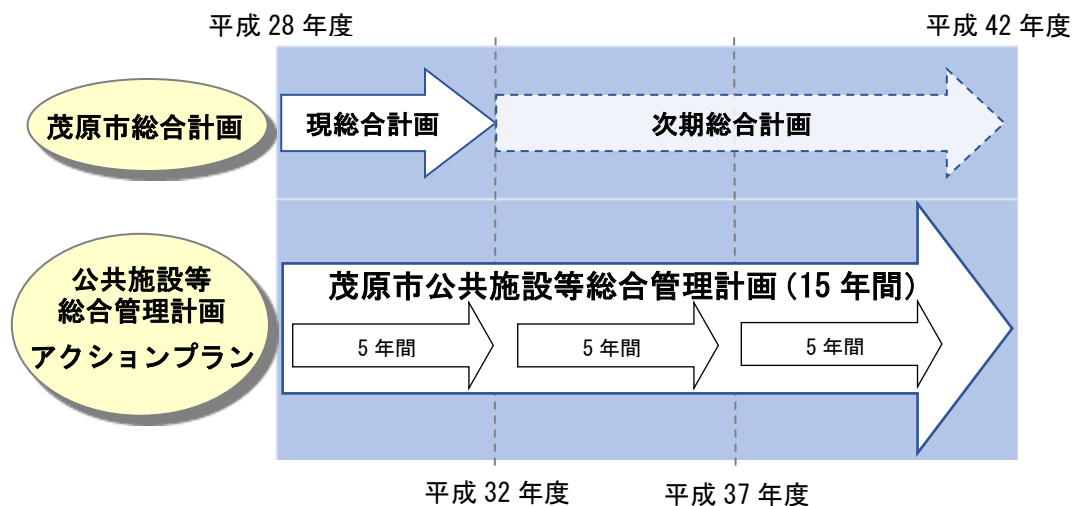 平成 28 年度
平成 42 年度
茂原市総合計画
現総合計画
次期総合計画
公共施設等
総合管理計画
アクションプラン
茂原市公共施設等総合管理計画(15 年間)
5 年間
5 年間
5 年間
平成 32 年度
平成 37 年度